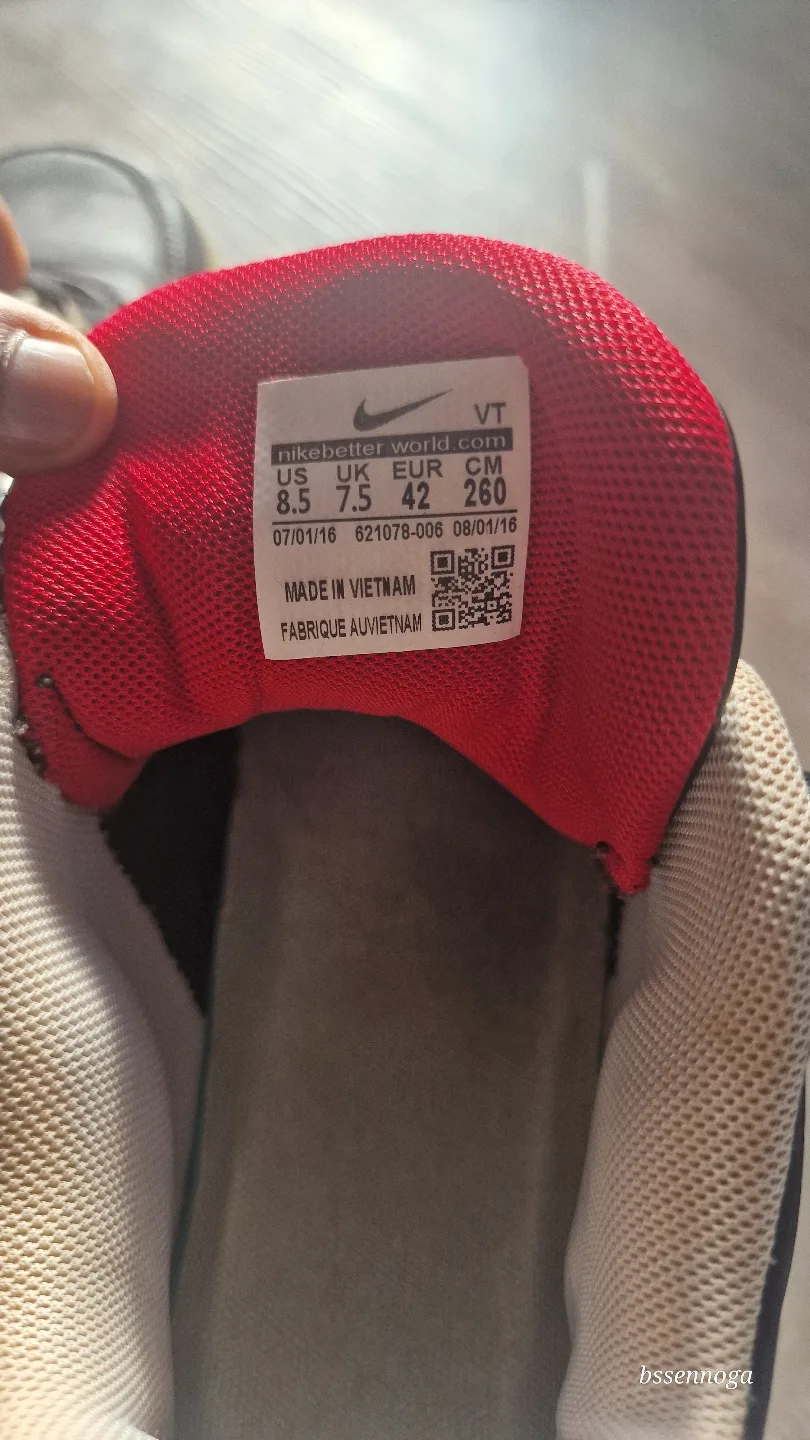 VT
nikebetter world.com
US UK EUR CM
8.5 7.5 42 260
07/01/16 621078-006 08/01/16
MADE IN VIETNAM
FABRIQUE AUVIETNAM
bssennoga